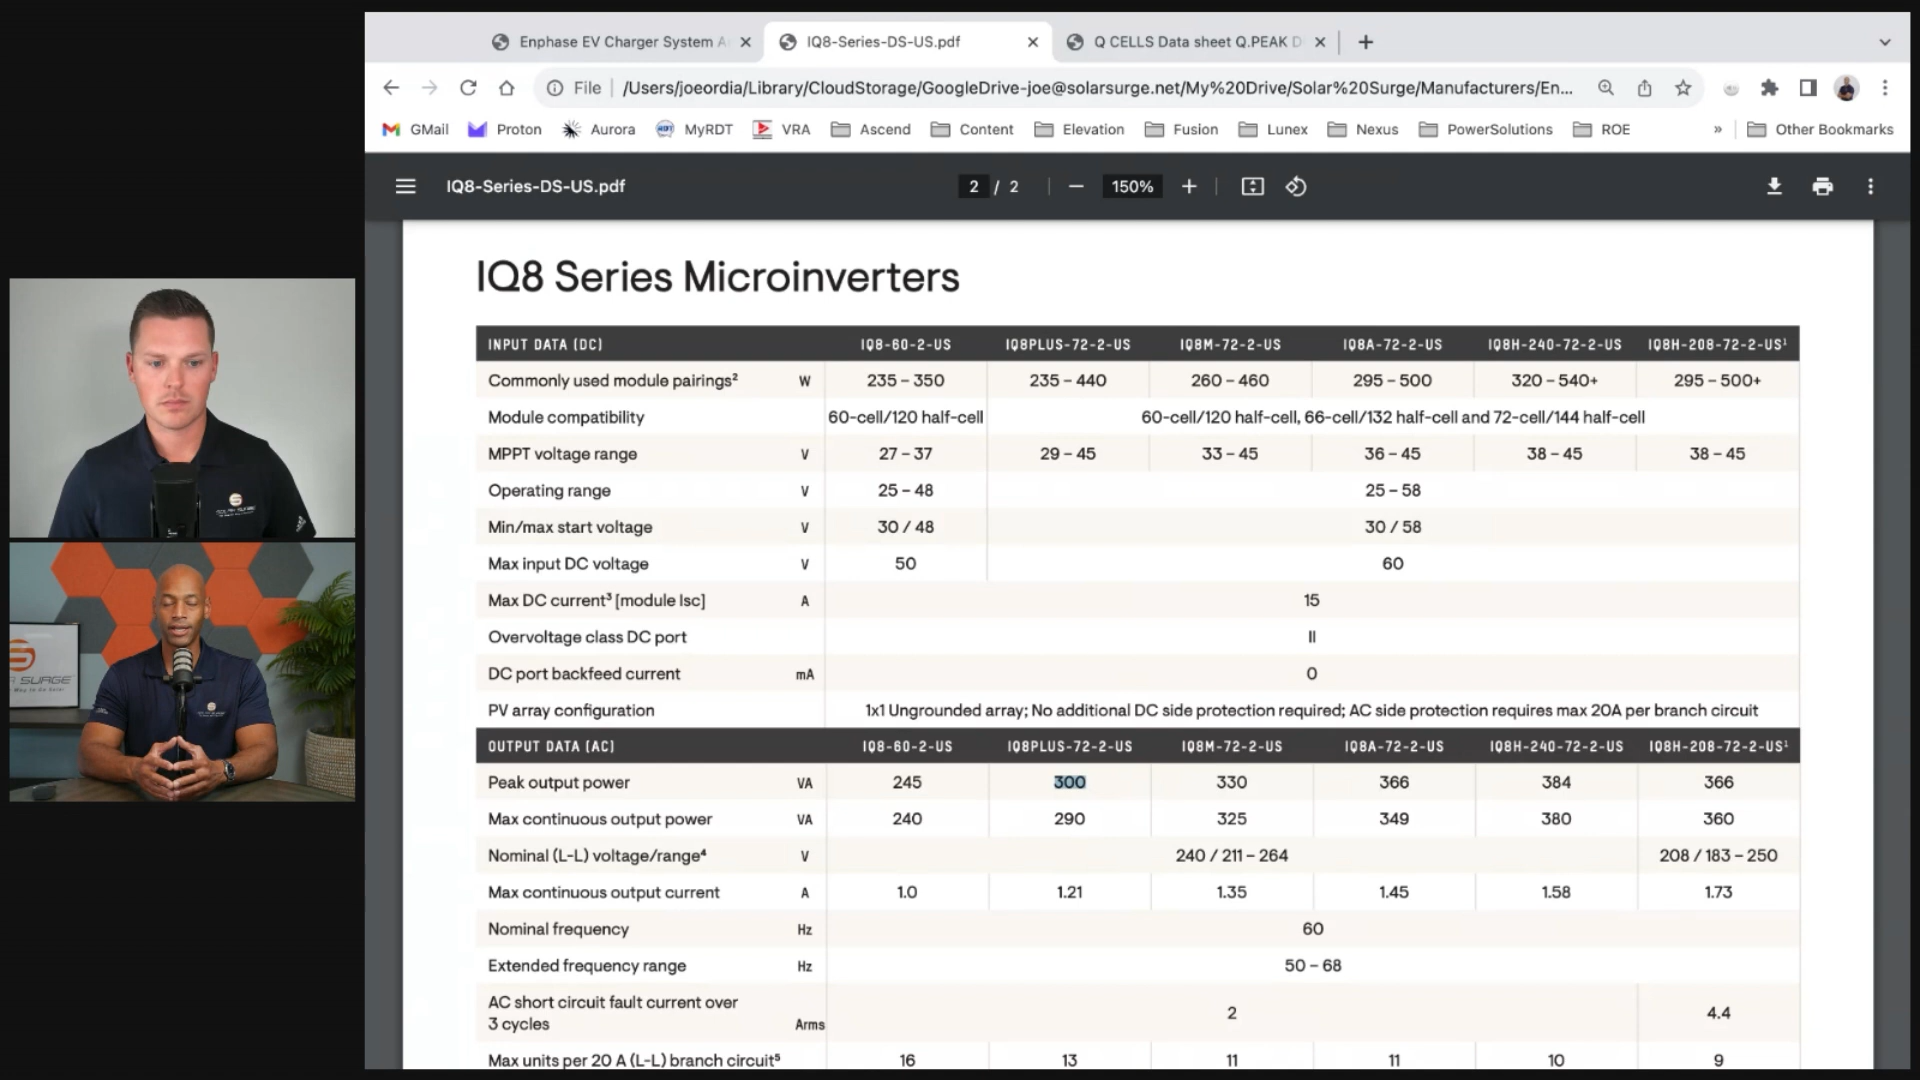 Enphase EV Charger System A
IQ8-Series-DS-US.pdf
Q CELLS Data sheet Q.PEAK D
File
/Users/joeordia/Library/CloudStorage/GoogleDrive-joe@solarsurge.net/My%20Drive/Solar%20Surge/Manufacturers/En...
GMail Proton Aurora MyRDT VRA Ascend Content Elevation Fusion Lunex Nexus PowerSolutions ROE » Other Bookmarks
IQ8-Series-DS-US.pdf 2 / 2 150%
IQ8 Series Microinverters
INPUT DATA (DC) IQ8-60-2-US IQ8PLUS-72-2-US IQ8M-72-2-US IQ8A-72-2-US IQ8H-240-72-2-US IQ8H-208-72-2-US¹
Commonly used module pairings² W 235 – 350 235 – 440 260 – 460 295 – 500 320 – 540+ 295 – 500+
Module compatibility 60-cell/120 half-cell 60-cell/120 half-cell, 66-cell/132 half-cell and 72-cell/144 half-cell
MPPT voltage range V 27 – 37 29 – 45 33 – 45 36 – 45 38 – 45 38 – 45
Operating range V 25 – 48 25 – 58
Min/max start voltage V 30 / 48 30 / 58
Max input DC voltage V 50 60
Max DC current³ [module Isc] A 15
Overvoltage class DC port II
DC port backfeed current mA 0
PV array configuration 1x1 Ungrounded array; No additional DC side protection required; AC side protection requires max 20A per branch circuit
OUTPUT DATA (AC) IQ8-60-2-US IQ8PLUS-72-2-US IQ8M-72-2-US IQ8A-72-2-US IQ8H-240-72-2-US IQ8H-208-72-2-US¹
Peak output power VA 245 300 330 366 384 366
Max continuous output power VA 240 290 325 349 380 360
Nominal (L-L) voltage/range⁴ V 240 / 211 – 264 208 / 183 – 250
Max continuous output current A 1.0 1.21 1.35 1.45 1.58 1.73
Nominal frequency Hz 60
Extended frequency range Hz 50 – 68
AC short circuit fault current over
3 cycles Arms 2 4.4
Max units per 20 A (L-L) branch circuit⁵ 16 13 11 11 10 9
SURGE